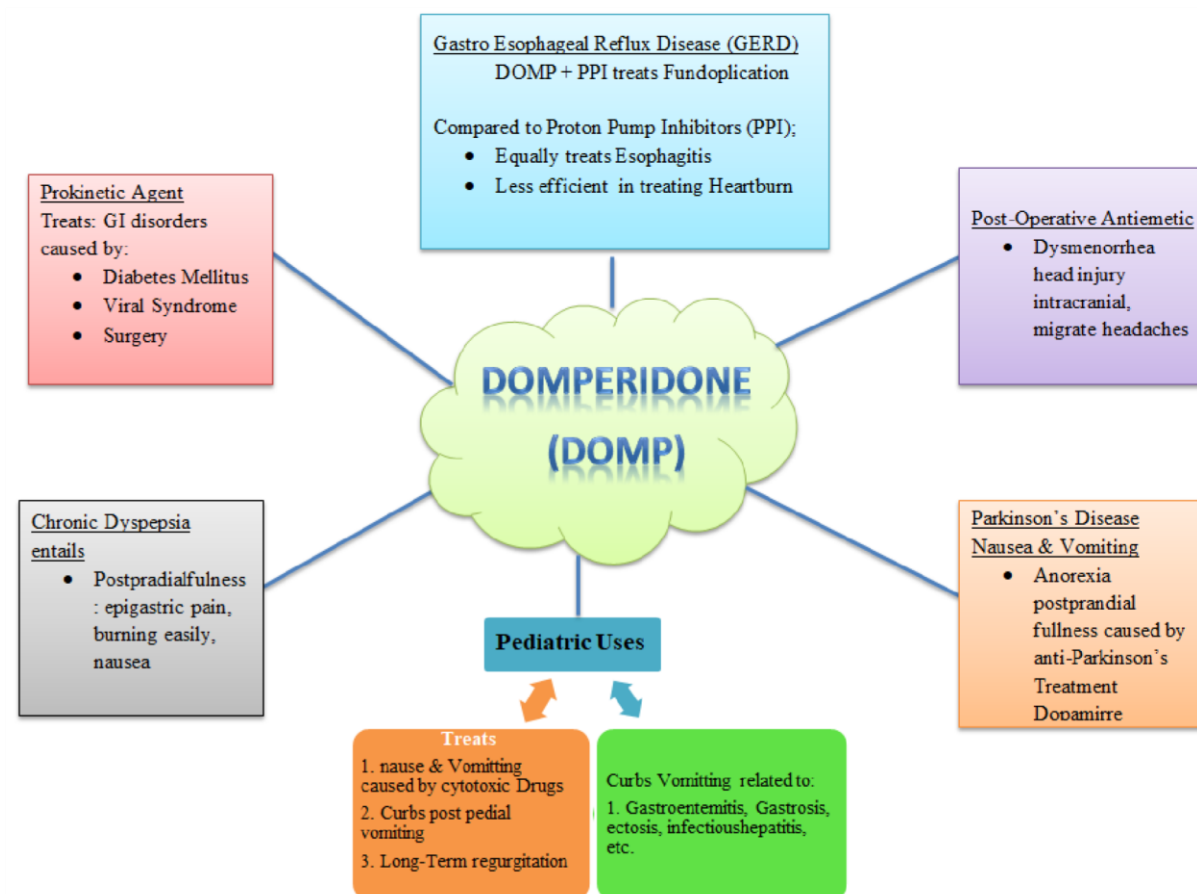 Gastro Esophageal Reflux Disease (GERD)
DOMP + PPI treats Fundoplication
Compared to Proton Pump Inhibitors (PPI);
• Equally treats Esophagitis
• Less efficient in treating Heartburn
Prokinetic Agent
Treats: GI disorders
caused by:
• Diabetes Mellitus
• Viral Syndrome
• Surgery
Post-Operative Antiemetic
• Dysmenorrhea
head injury
intracranial,
migrate headaches
DOMPERIDONE
(DOMP)
Chronic Dyspepsia
entails
• Postpradialfulness
: epigastric pain,
burning easily,
nausea
Parkinson's Disease
Nausea & Vomiting
• Anorexia
postprandial
fullness caused by
anti-Parkinson's
Treatment
Dopamirre
Pediatric Uses
Treats
1. nause & Vomitting
caused by cytotoxic Drugs
2. Curbs post pedial
vomiting
3. Long-Term regurgitation
Curbs Vomitting related to:
1. Gastroentemitis, Gastrosis,
ectosis, infectioushepatitis,
etc.